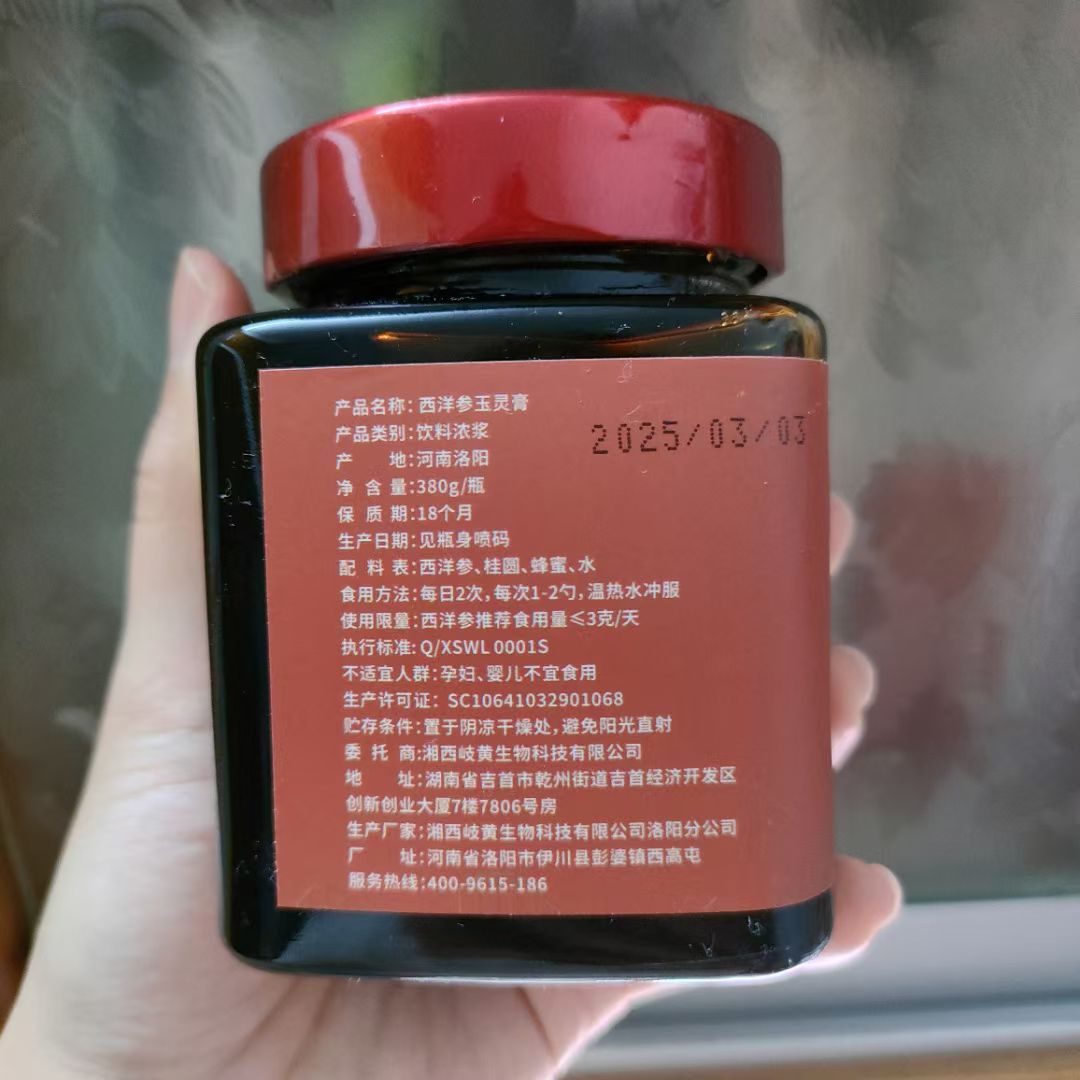 产品名称:西洋参玉灵膏
2025/03/03
产品类别:饮料浓浆
产 地:河南洛阳
净 含 量:380g/瓶
保 质 期:18个月
生产日期:见瓶身喷码
配 料 表:西洋参、桂圆、蜂蜜、水
食用方法:每日2次,每次1-2勺,温热水冲服
使用限量:西洋参推荐食用量≤3克/天
执行标准:Q/XSWL 0001S
不适宜人群:孕妇、婴儿不宜食用
生产许可证: SC10641032901068
贮存条件:置于阴凉干燥处,避免阳光直射
委 托 商:湘西岐黄生物科技有限公司
地 址:湖南省吉首市乾州街道吉首经济开发区
创新创业大厦7楼7806号房
生产厂家:湘西岐黄生物科技有限公司洛阳分公司
厂 址:河南省洛阳市伊川县彭婆镇西高屯
服务热线:400-9615-186